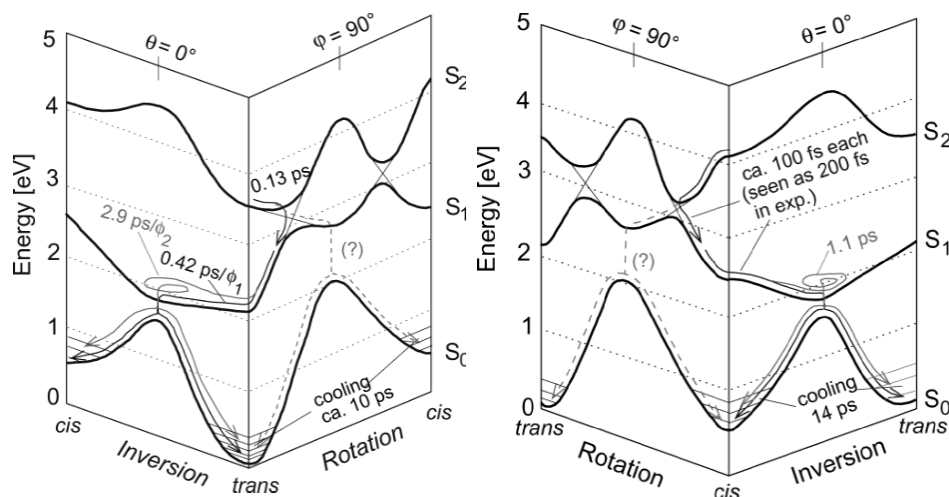 5
4
3
2
1
0
Energy [eV]
θ = 0°
φ = 90°
S2
S1
S0
0.13 ps
2.9 ps/ϕ2
0.42 ps/ϕ1
(?)
cooling
ca. 10 ps
cis
Inversion
trans
Rotation
cis
5
4
3
2
1
0
Energy [eV]
φ = 90°
θ = 0°
S2
S1
S0
ca. 100 fs each
(seen as 200 fs
in exp.)
(?)
1.1 ps
cooling
14 ps
trans
Rotation
cis
Inversion
trans